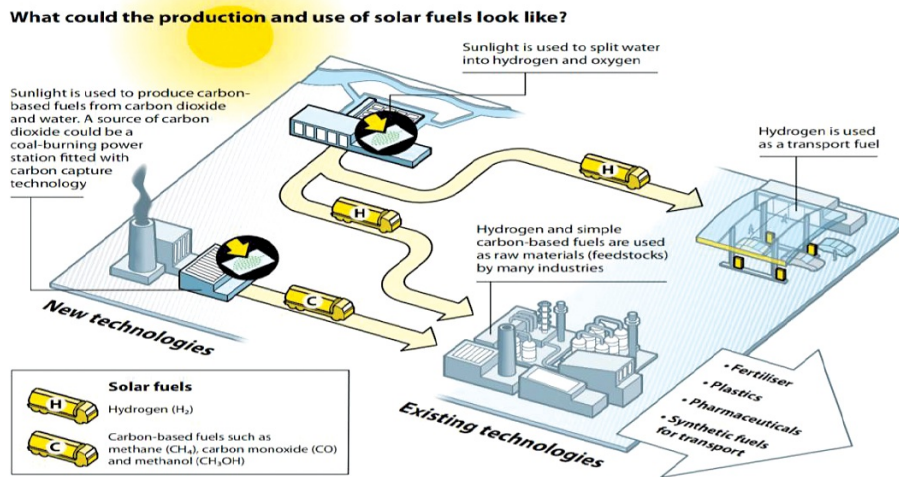 What could the production and use of solar fuels look like?
Sunlight is used to split water
into hydrogen and oxygen
Sunlight is used to produce carbon-
based fuels from carbon dioxide
and water. A source of carbon
dioxide could be a
coal-burning power
station fitted with
carbon capture
technology
Hydrogen is used
as a transport fuel
H
H
Hydrogen and simple
carbon-based fuels are used
as raw materials (feedstocks)
by many industries
C
New technologies
Existing technologies
• Fertiliser
• Plastics
• Pharmaceuticals
• Synthetic fuels
for transport
Solar fuels
H
Hydrogen (H₂)
C
Carbon-based fuels such as
methane (CH₄), carbon monoxide (CO)
and methanol (CH₃OH)